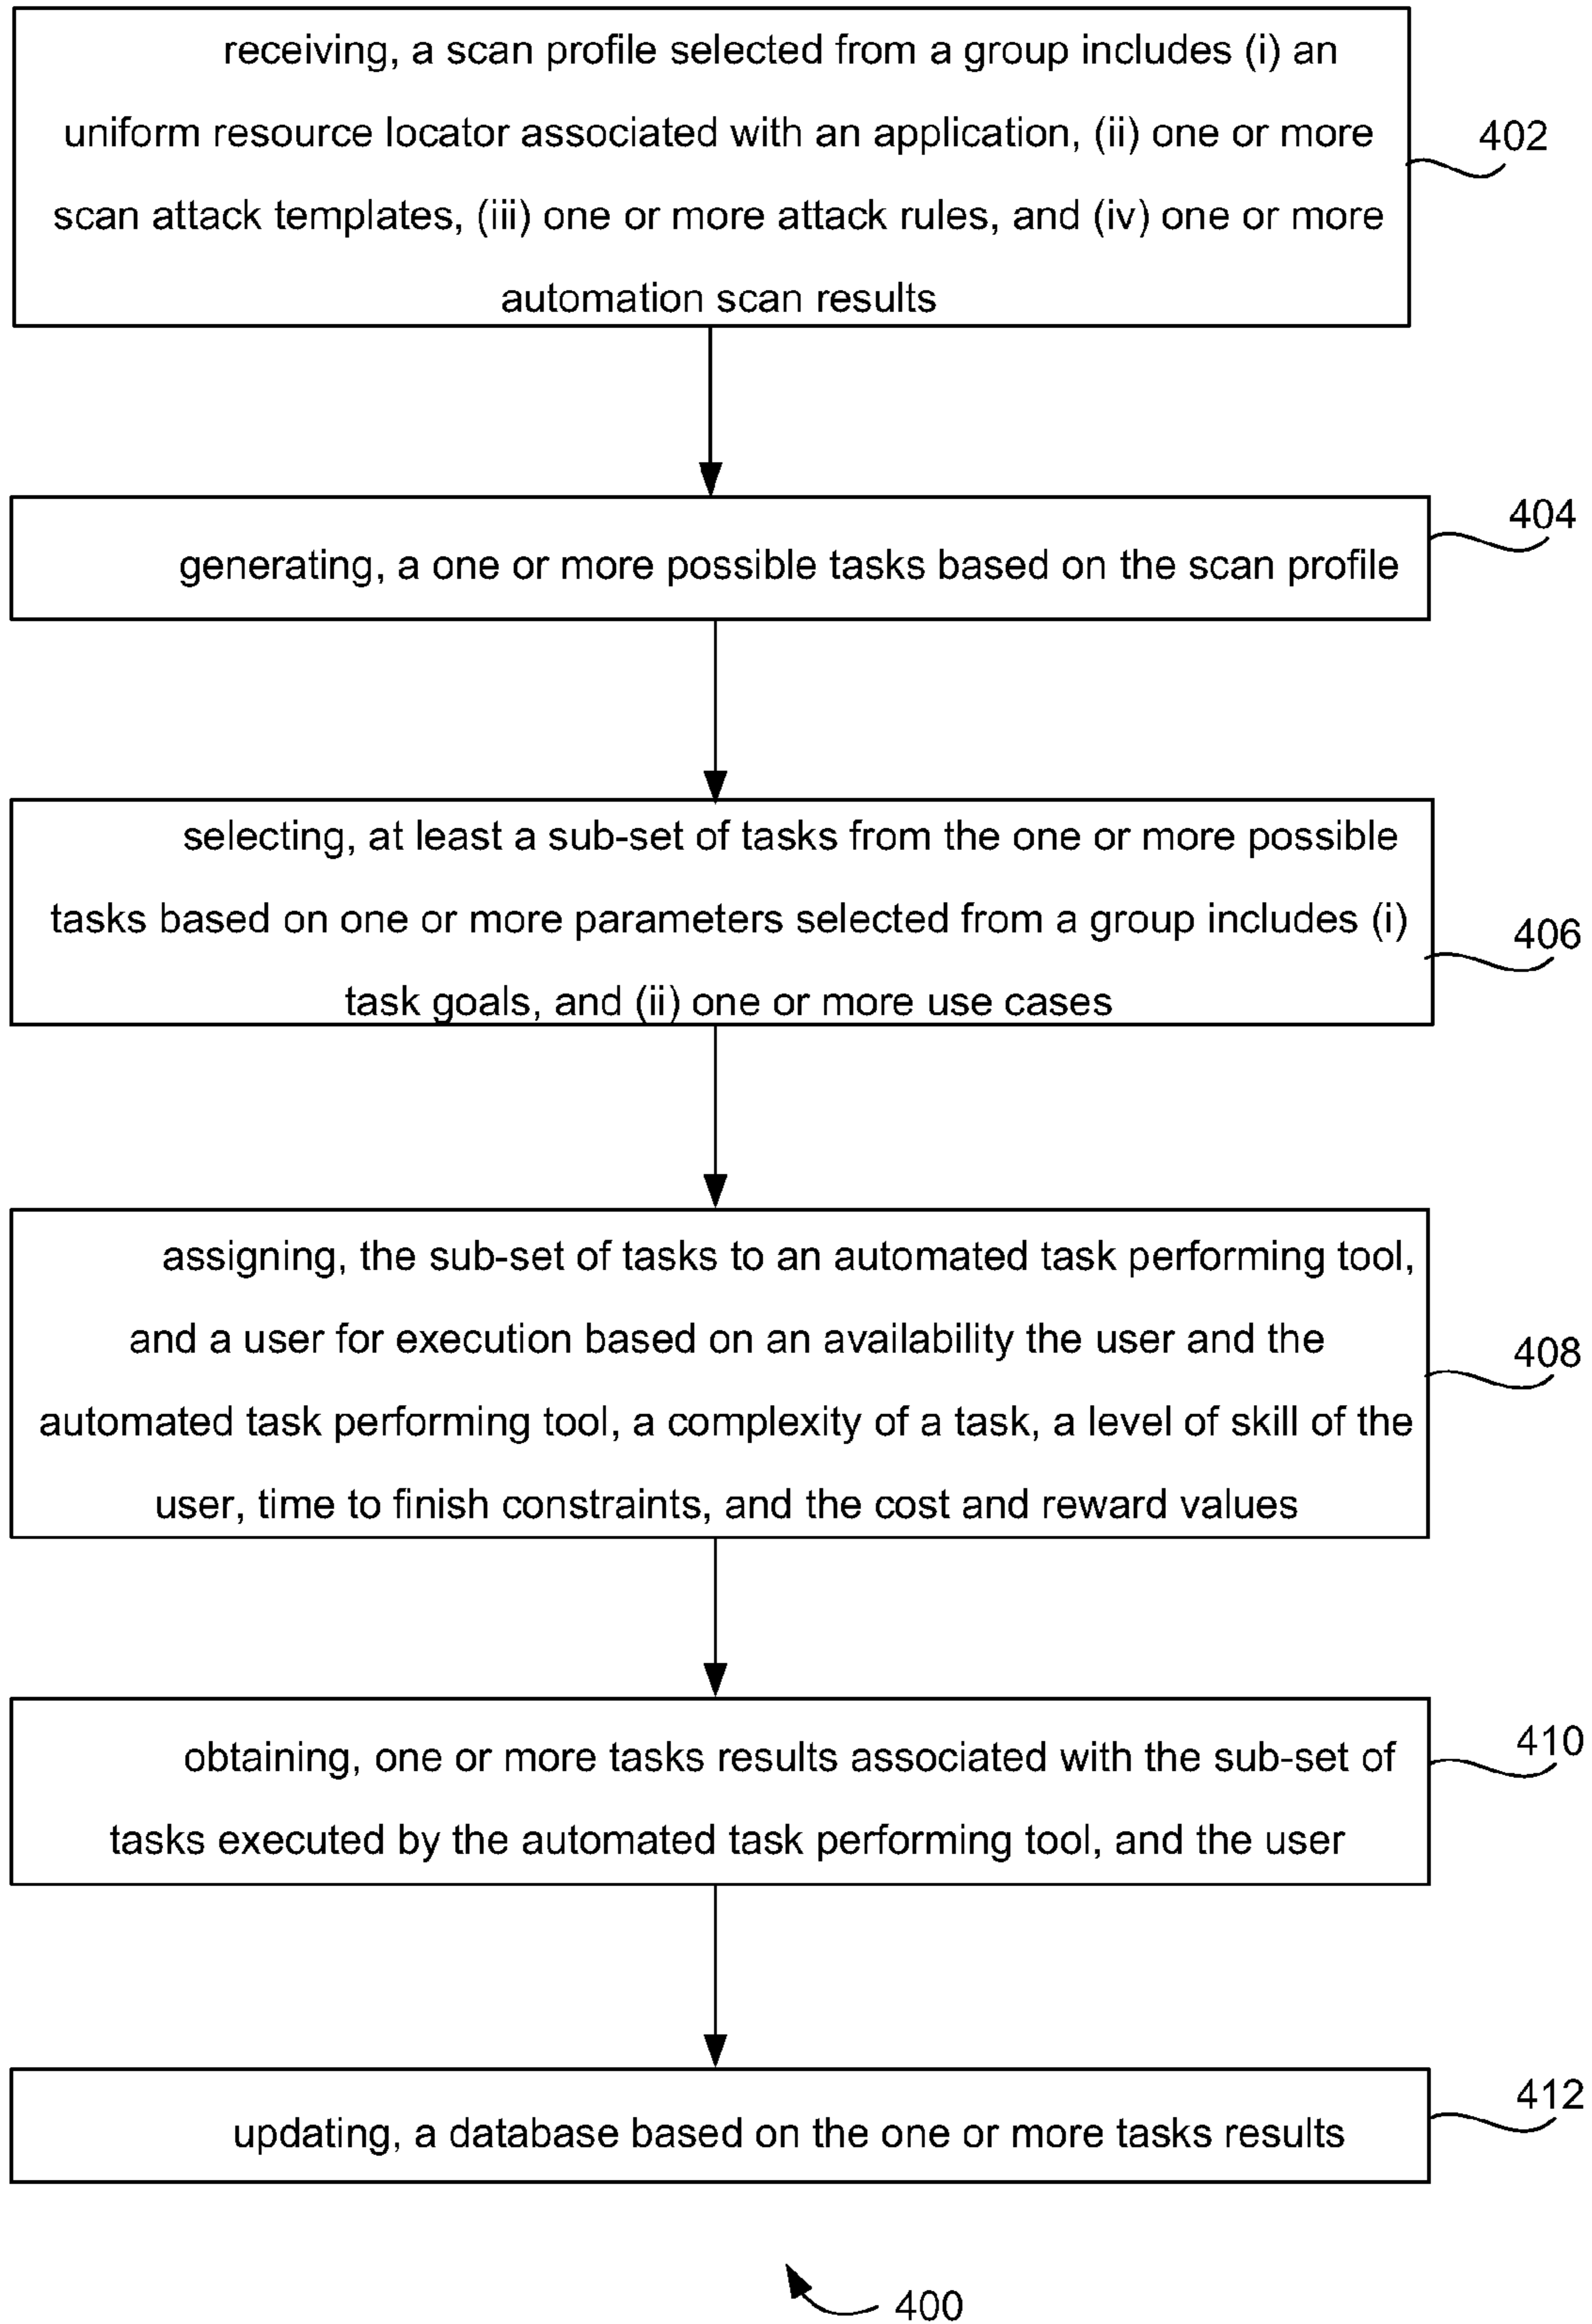 receiving, a scan profile selected from a group includes (i) an
uniform resource locator associated with an application, (ii) one or more
scan attack templates, (iii) one or more attack rules, and (iv) one or more
automation scan results
402
generating, a one or more possible tasks based on the scan profile
404
selecting, at least a sub-set of tasks from the one or more possible
tasks based on one or more parameters selected from a group includes (i)
task goals, and (ii) one or more use cases
406
assigning, the sub-set of tasks to an automated task performing tool,
and a user for execution based on an availability the user and the
automated task performing tool, a complexity of a task, a level of skill of the
user, time to finish constraints, and the cost and reward values
408
obtaining, one or more tasks results associated with the sub-set of
tasks executed by the automated task performing tool, and the user
410
updating, a database based on the one or more tasks results
412
400